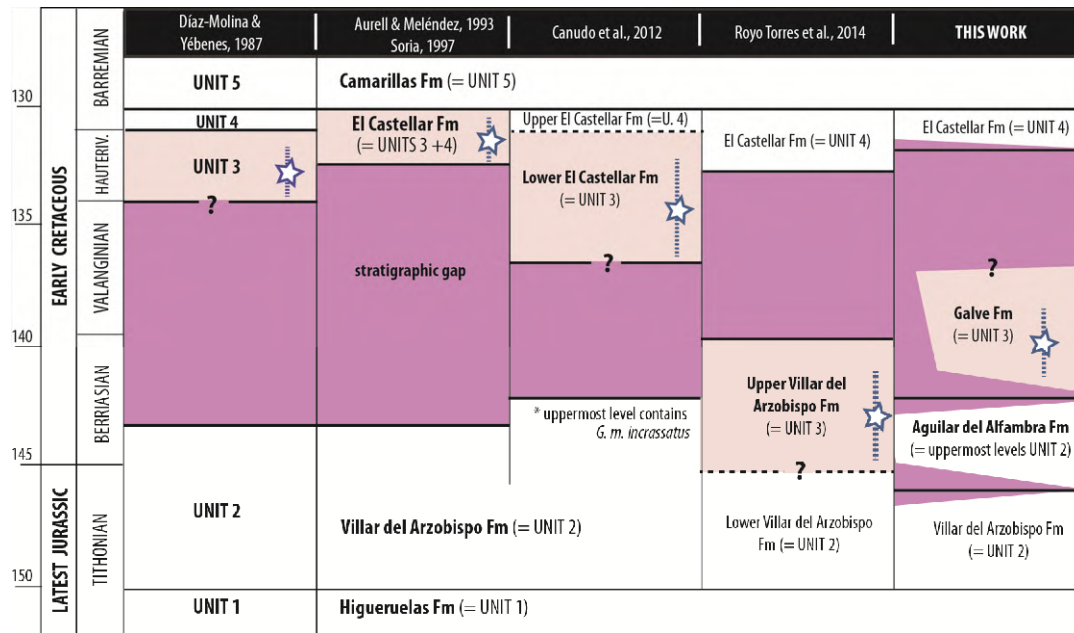 Díaz-Molina &
Yébenes, 1987
Aurell & Meléndez, 1993
Soria, 1997
Canudo et al., 2012
Royo Torres et al., 2014
THIS WORK
130
135
140
145
150
EARLY CRETACEOUS
LATEST JURASSIC
BARREMIAN
HAUTERIV.
VALANGINIAN
BERRIASIAN
TITHONIAN
UNIT 5
UNIT 4
UNIT 3
?
UNIT 2
UNIT 1
Camarillas Fm (= UNIT 5)
El Castellar Fm
(= UNITS 3 +4)
stratigraphic gap
Villar del Arzobispo Fm (= UNIT 2)
Higueruelas Fm (= UNIT 1)
Upper El Castellar Fm (=U. 4)
Lower El Castellar Fm
(= UNIT 3)
?
* uppermost level contains
G. m. incrassatus
El Castellar Fm (= UNIT 4)
Upper Villar del
Arzobispo Fm
(= UNIT 3)
?
Lower Villar del Arzobispo
Fm (= UNIT 2)
El Castellar Fm (= UNIT 4)
?
Galve Fm
(= UNIT 3)
Aguilar del Alfambra Fm
(= uppermost levels UNIT 2)
Villar del Arzobispo Fm
(= UNIT 2)